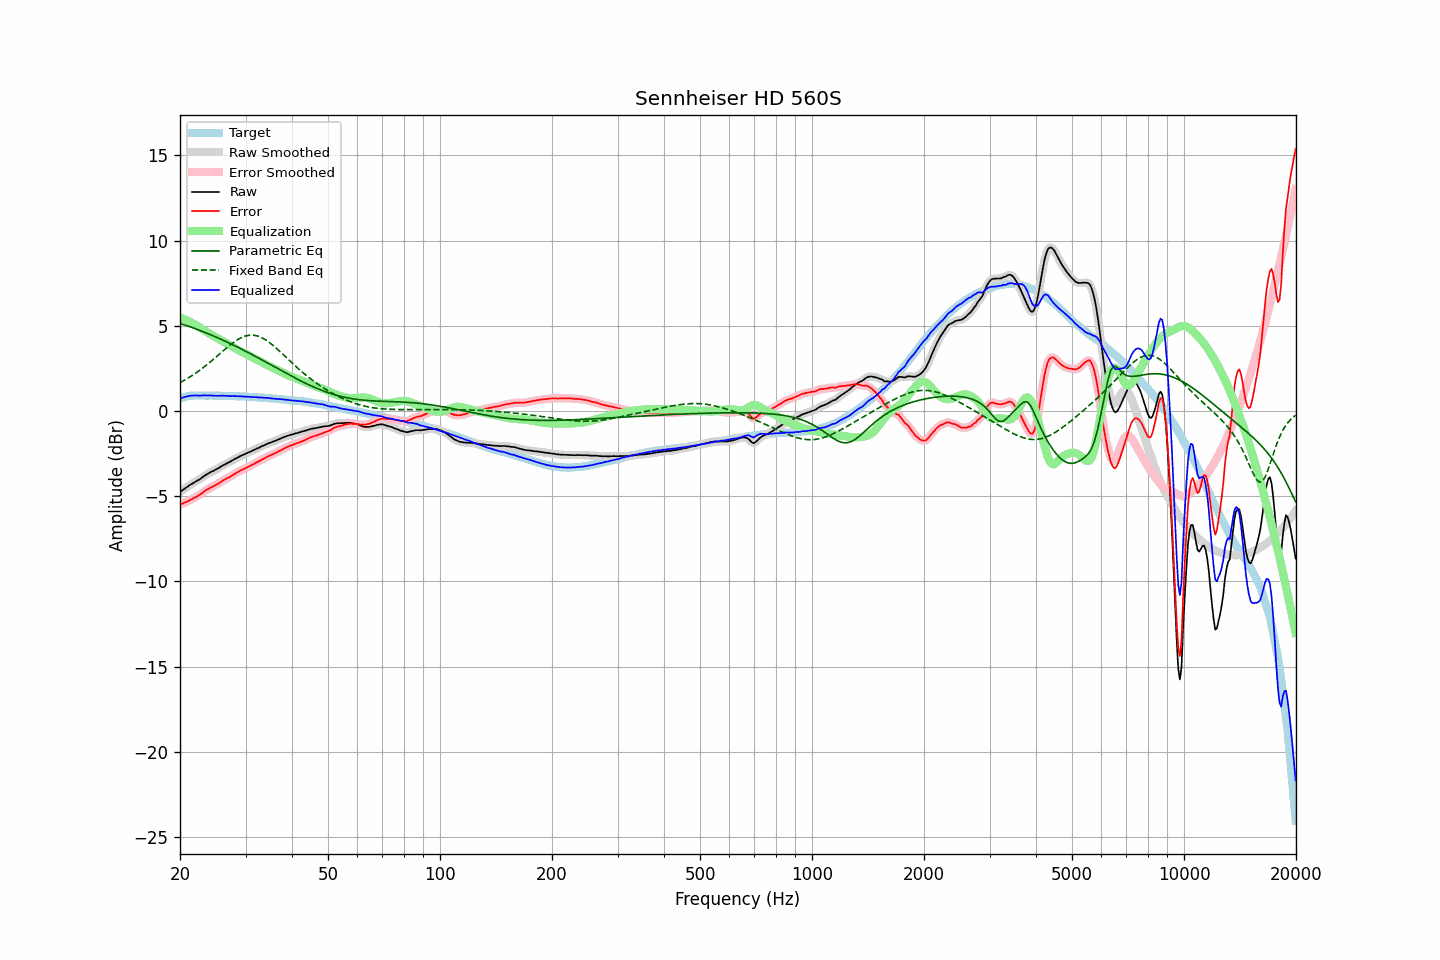 Sennheiser HD 560S
Target
Raw Smoothed
Error Smoothed
Raw
Error
Equalization
Parametric Eq
Fixed Band Eq
Equalized
15
10
5
0
−5
−10
−15
−20
−25
Amplitude (dBr)
20 50 100 200 500 1000 2000 5000 10000 20000
Frequency (Hz)